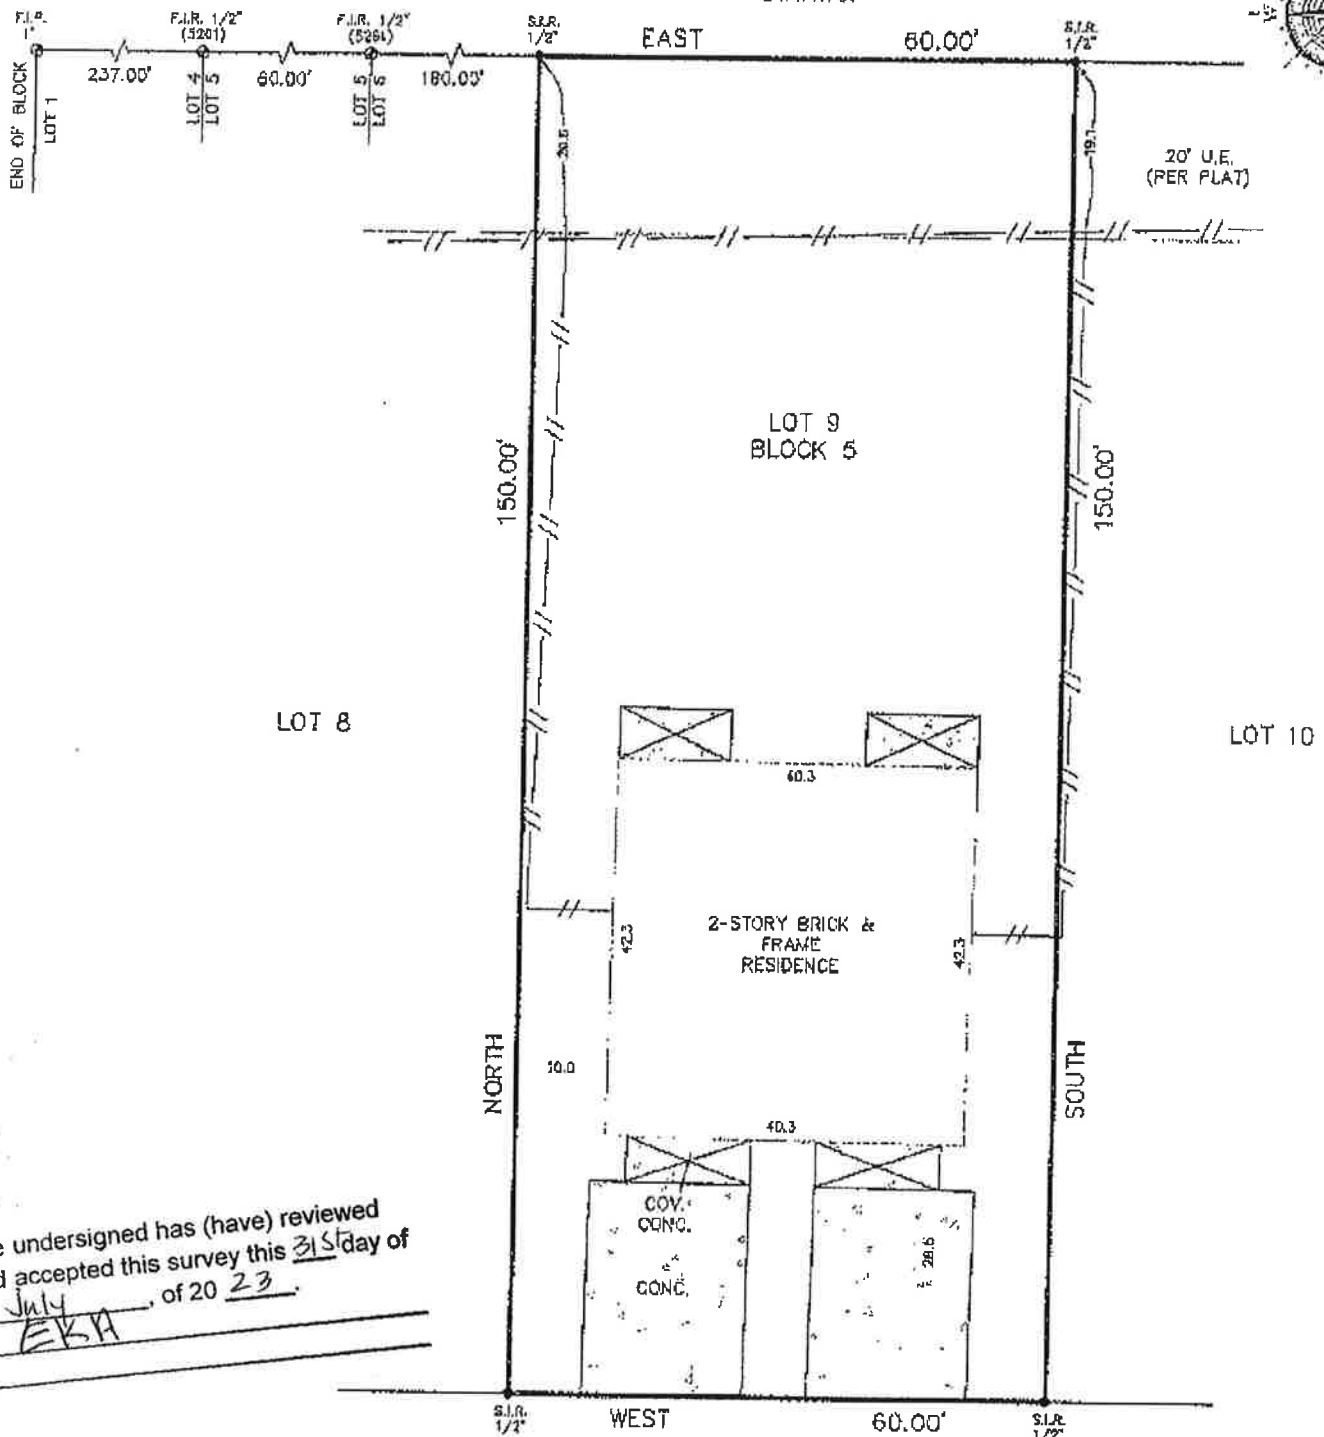 F.I.P.
1"
F.I.R. 1/2"
(5201)
F.I.R. 1/2"
(5261)
S.I.R.
1/2"
EAST
60.00'
S.I.R.
1/2"
237.00'
60.00'
180.00'
END OF BLOCK
LOT 1
LOT 4
LOT 5
LOT 5
LOT 6
20.5
19.1
20' U.E.
(PER PLAT)
LOT 9
BLOCK 5
150.00'
150.00'
LOT 8
LOT 10
40.3
2-STORY BRICK &
FRAME
RESIDENCE
42.3
42.3
NORTH
10.0
SOUTH
40.3
COV.
CONC.
CONC.
28.5
undersigned has (have) reviewed
accepted this survey this 31st day of
July, of 20 23.
EKA
S.I.R.
1/2"
WEST
60.00'
S.I.R.
1/2"